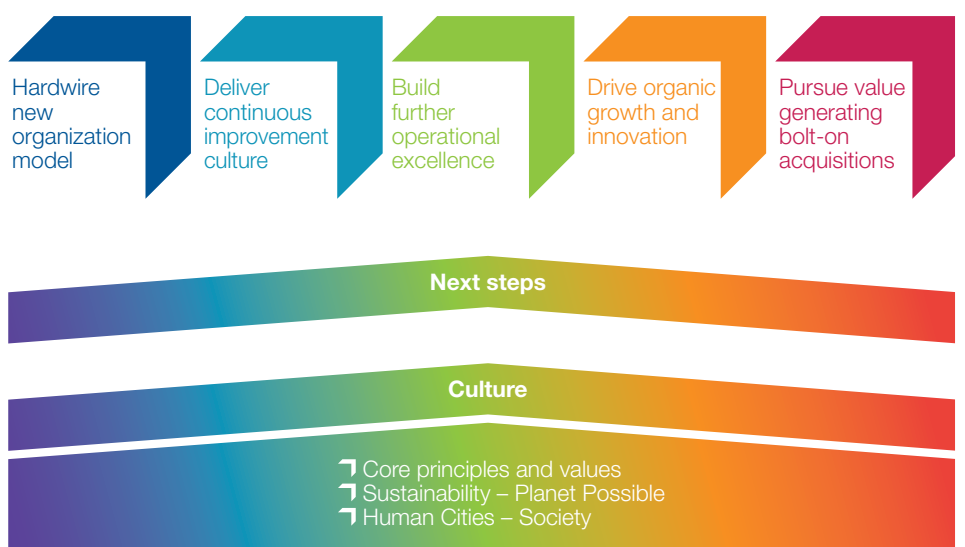 Hardwire
new
organization
model
Deliver
continuous
improvement
culture
Build
further
operational
excellence
Drive organic
growth and
innovation
Pursue value
generating
bolt-on
acquisitions
Next steps
Culture
Core principles and values
Sustainability – Planet Possible
Human Cities – Society